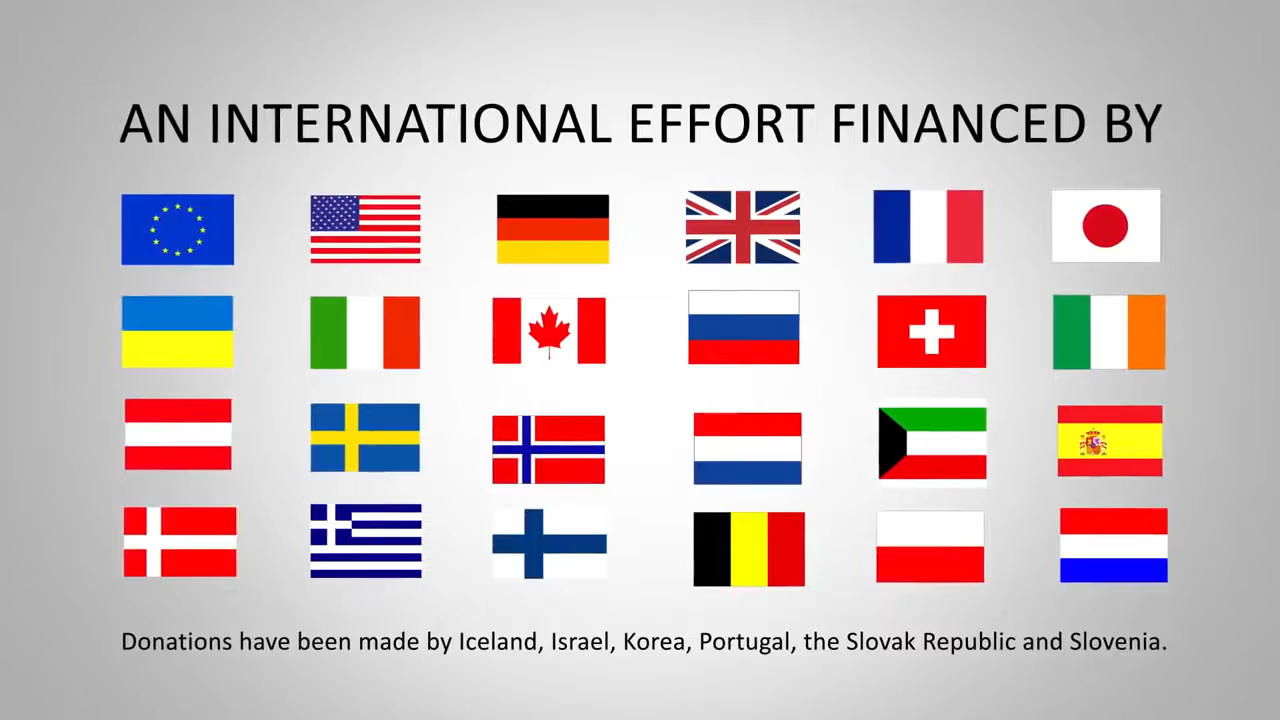 AN INTERNATIONAL EFFORT FINANCED BY
Donations have been made by Iceland, Israel, Korea, Portugal, the Slovak Republic and Slovenia.